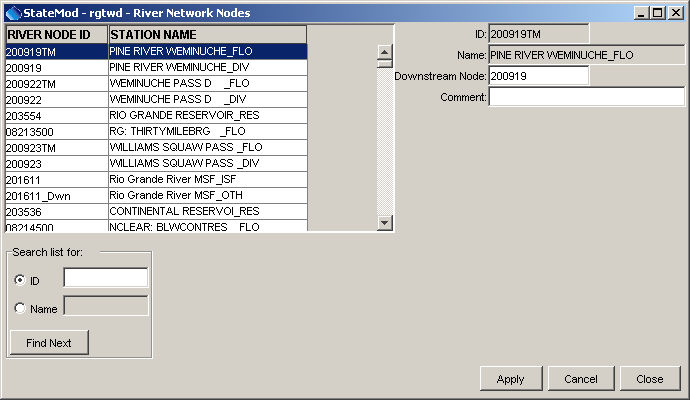 StateMod - rgtwd - River Network Nodes
RIVER NODE ID STATION NAME
200919TM PINE RIVER WEMINUCHE_FLO
200919 PINE RIVER WEMINUCHE_DIV
200922TM WEMINUCHE PASS D _FLO
200922 WEMINUCHE PASS D _DIV
203554 RIO GRANDE RESERVOIR_RES
08213500 RG: THIRTYMILEBRG _FLO
200923TM WILLIAMS SQUAW PASS _FLO
200923 WILLIAMS SQUAW PASS _DIV
201611 Rio Grande River MSF_ISF
201611_Dwn Rio Grande River MSF_OTH
203536 CONTINENTAL RESERVOI_RES
08214500 NCLEAR: BLWCONTRES _FLO
ID: 200919TM
Name: PINE RIVER WEMINUCHE_FLO
Downstream Node: 200919
Comment:
Search list for:
ID
Name
Find Next
Apply Cancel Close